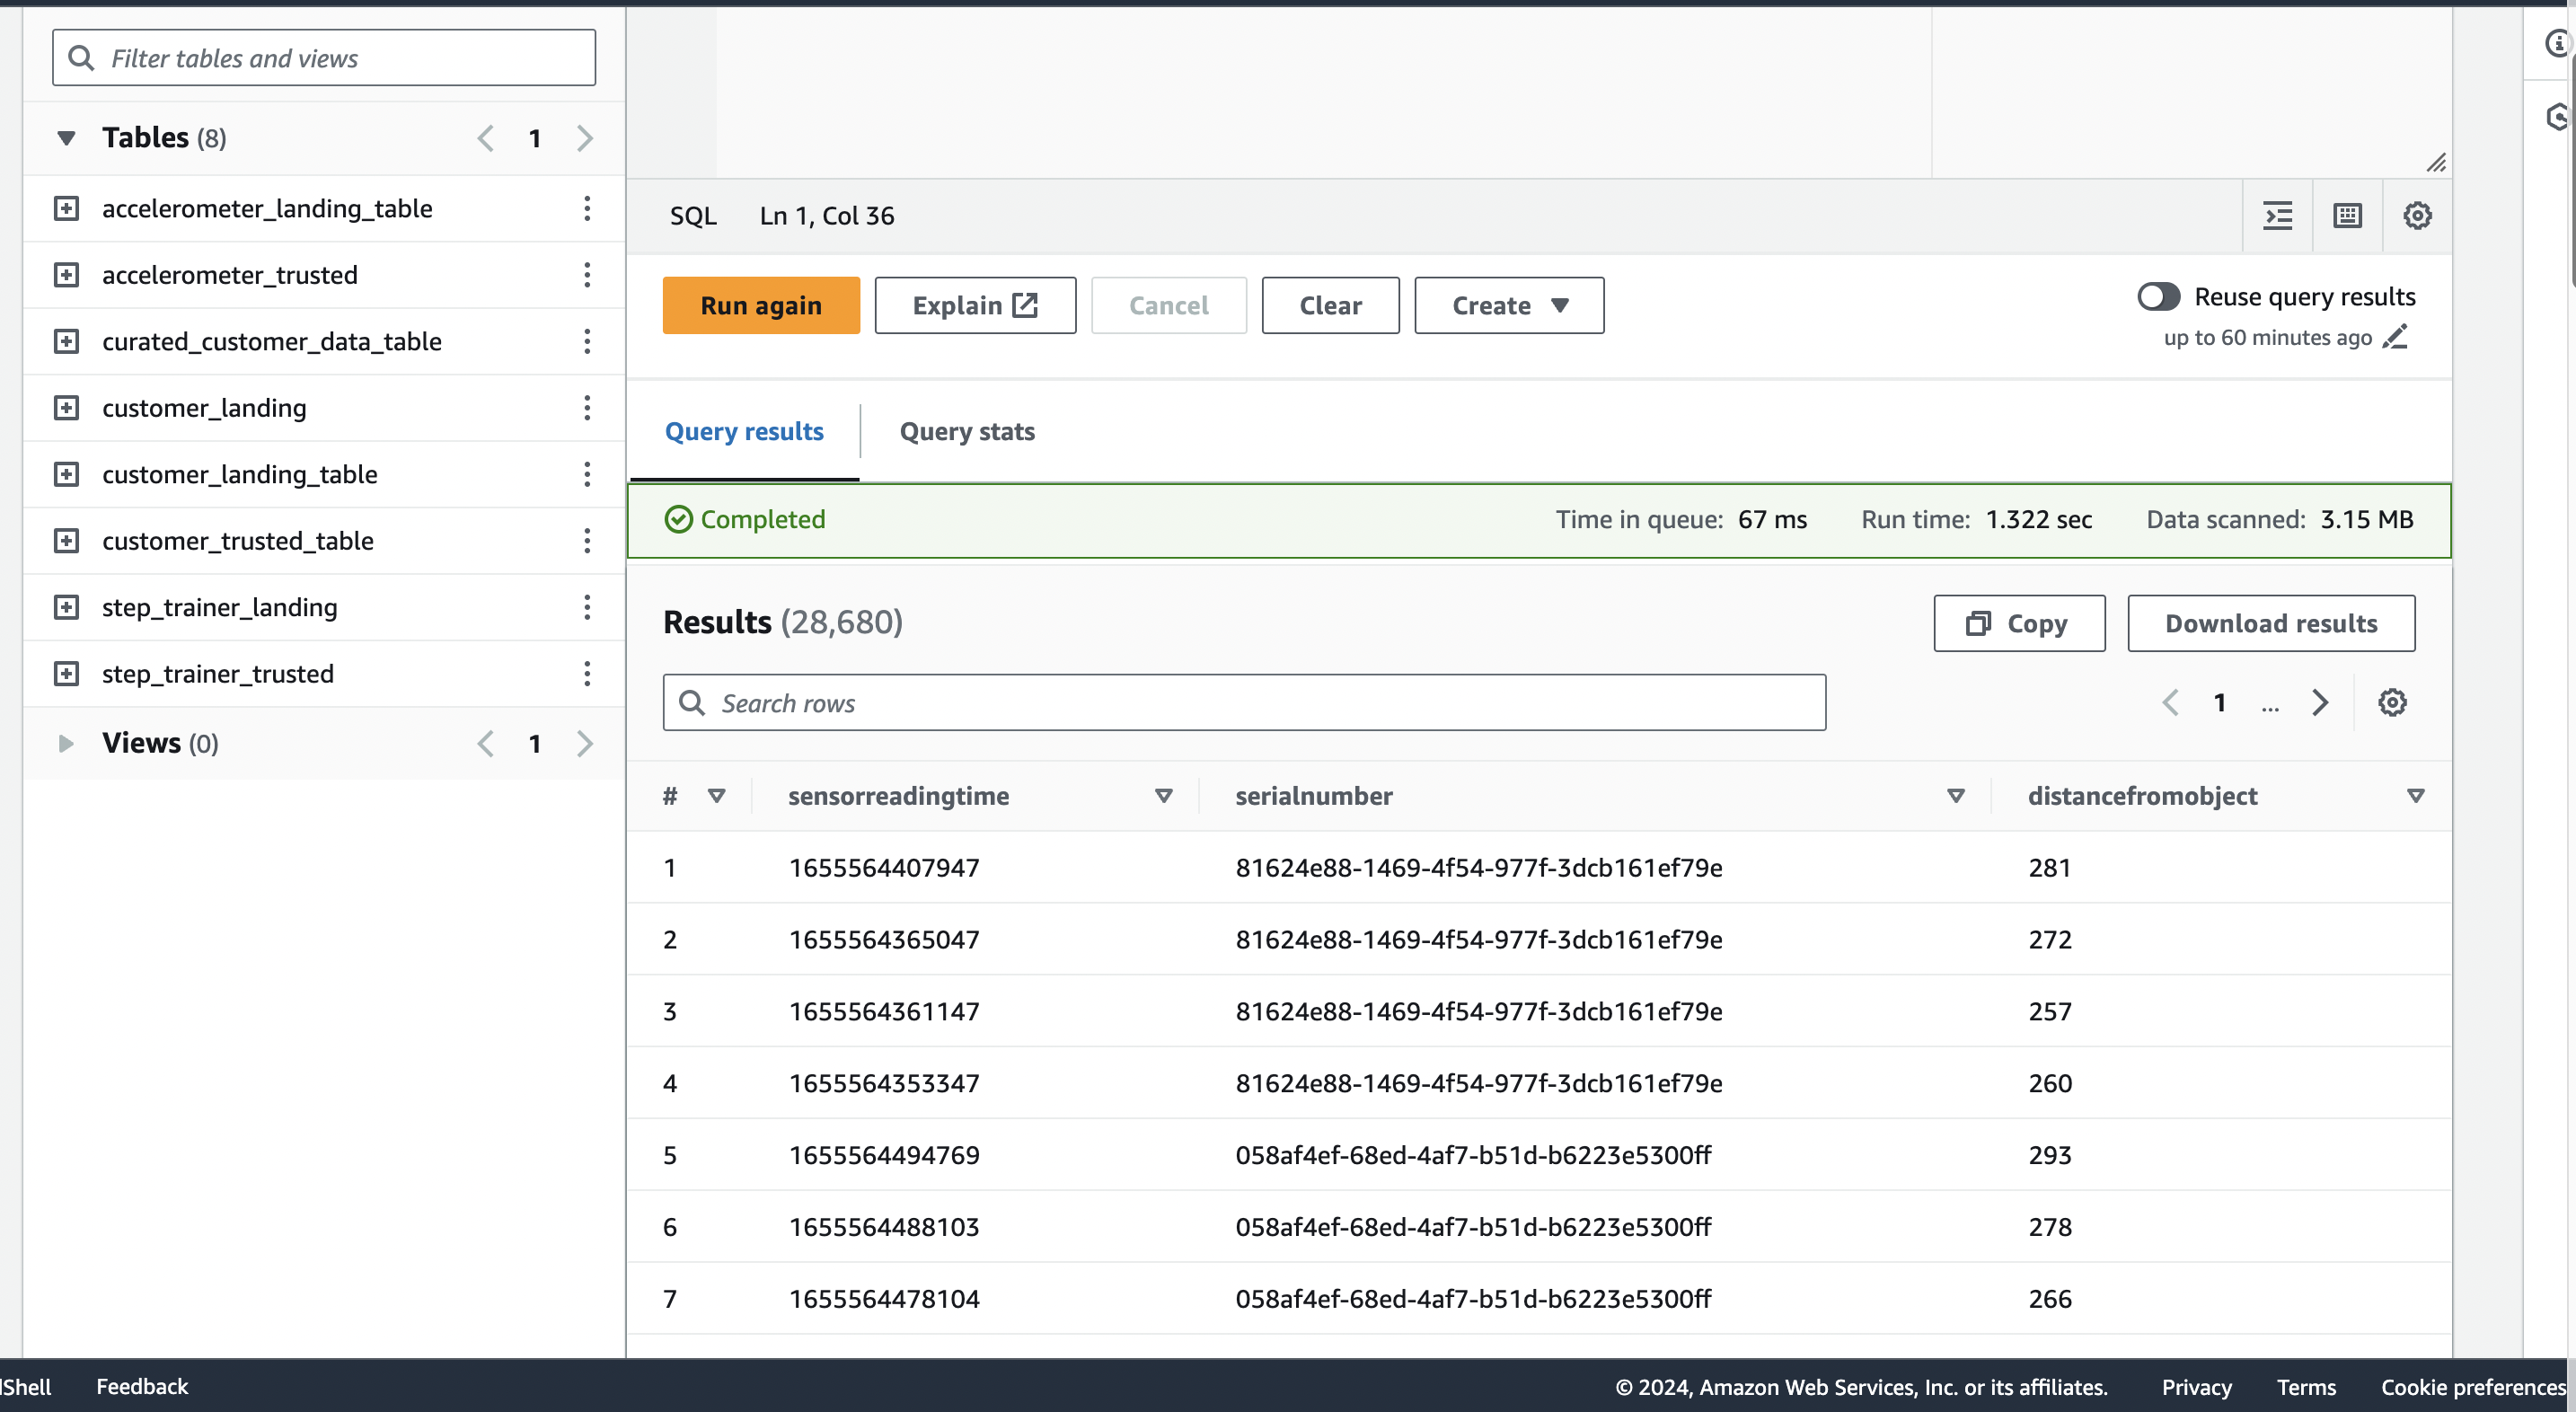 Filter tables and views
Tables (8)
1
accelerometer_landing_table
accelerometer_trusted
curated_customer_data_table
customer_landing
customer_landing_table
customer_trusted_table
step_trainer_landing
step_trainer_trusted
Views (0)
1
SQL Ln 1, Col 36
Run again Explain Cancel Clear Create
Reuse query results
up to 60 minutes ago
Query results Query stats
Completed Time in queue: 67 ms Run time: 1.322 sec Data scanned: 3.15 MB
Results (28,680) Copy Download results
Search rows 1 ...
# sensorreadingtime serialnumber distancefromobject
1 1655564407947 81624e88-1469-4f54-977f-3dcb161ef79e 281
2 1655564365047 81624e88-1469-4f54-977f-3dcb161ef79e 272
3 1655564361147 81624e88-1469-4f54-977f-3dcb161ef79e 257
4 1655564353347 81624e88-1469-4f54-977f-3dcb161ef79e 260
5 1655564494769 058af4ef-68ed-4af7-b51d-b6223e5300ff 293
6 1655564488103 058af4ef-68ed-4af7-b51d-b6223e5300ff 278
7 1655564478104 058af4ef-68ed-4af7-b51d-b6223e5300ff 266
Shell Feedback © 2024, Amazon Web Services, Inc. or its affiliates. Privacy Terms Cookie preferences